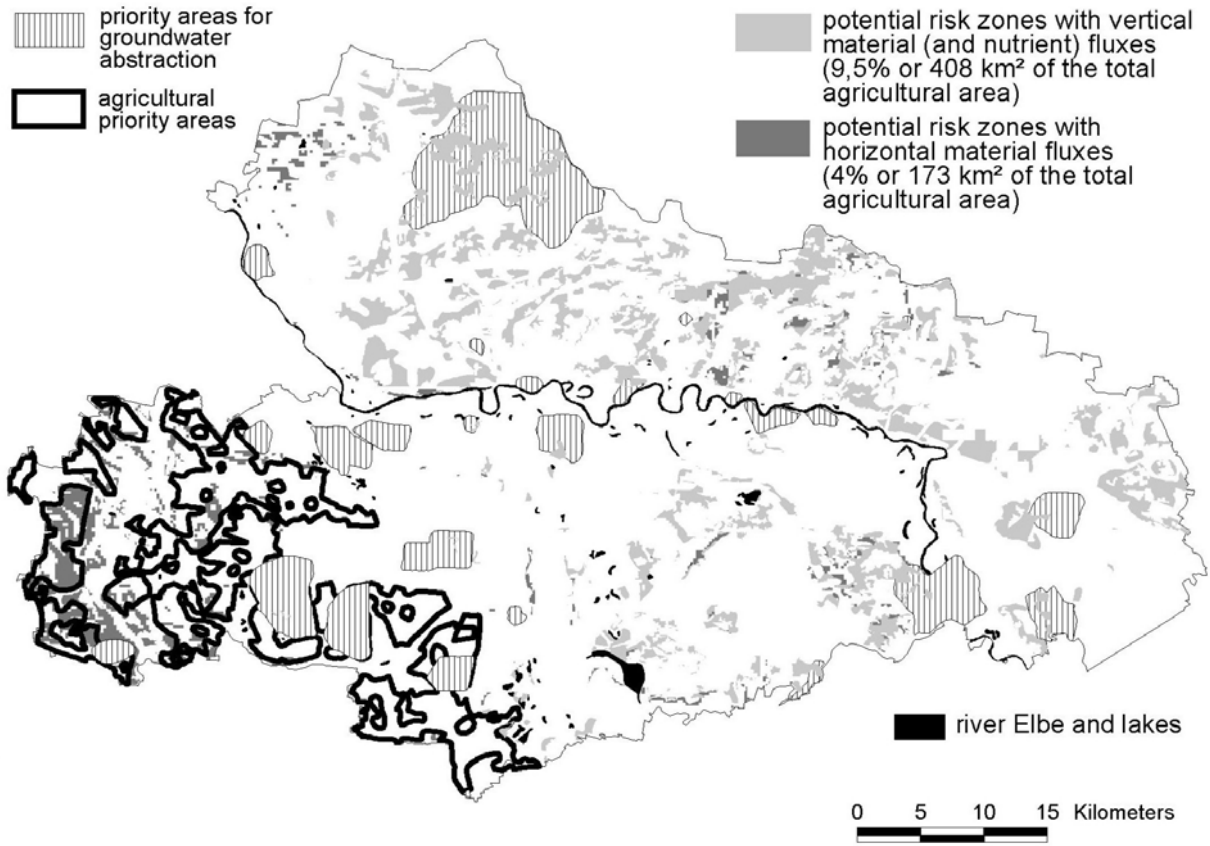 priority areas for
groundwater
abstraction
agricultural
priority areas
potential risk zones with vertical
material (and nutrient) fluxes
(9,5% or 408 km² of the total
agricultural area)
potential risk zones with
horizontal material fluxes
(4% or 173 km² of the total
agricultural area)
river Elbe and lakes
0 5 10 15 Kilometers